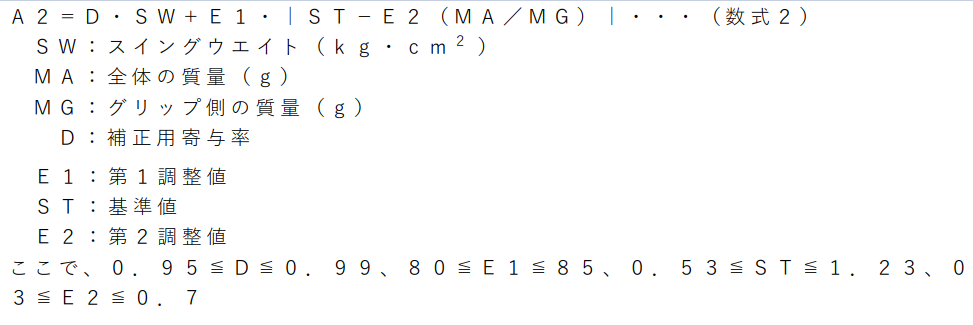 A2=D・SW+E1・|ST-E2(MA/MG)|・・・(数式2)
SW:スイングウエイト(kg・cm²)
MA:全体の質量(g)
MG:グリップ側の質量(g)
D:補正用寄与率
E1:第1調整値
ST:基準値
E2:第2調整値
ここで、0.95≦D≦0.99、80≦E1≦85、0.53≦ST≦1.23、0
3≦E2≦0.7